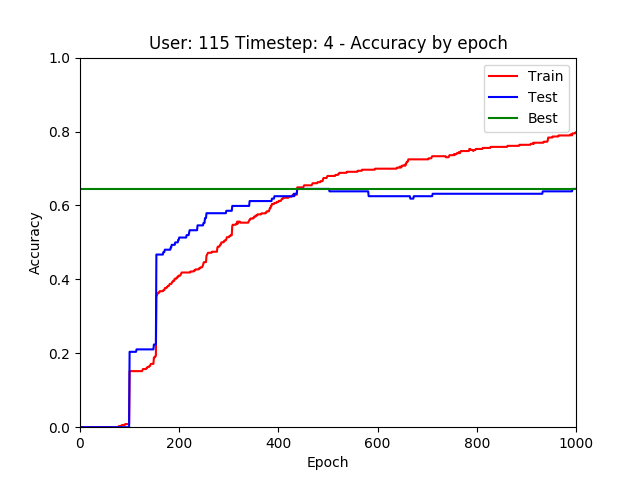 User: 115 Timestep: 4 - Accuracy by epoch
1.0
Train
Test
Best
0.8
0.6
Accuracy
0.4
0.2
0.0
0 200 400 600 800 1000
Epoch